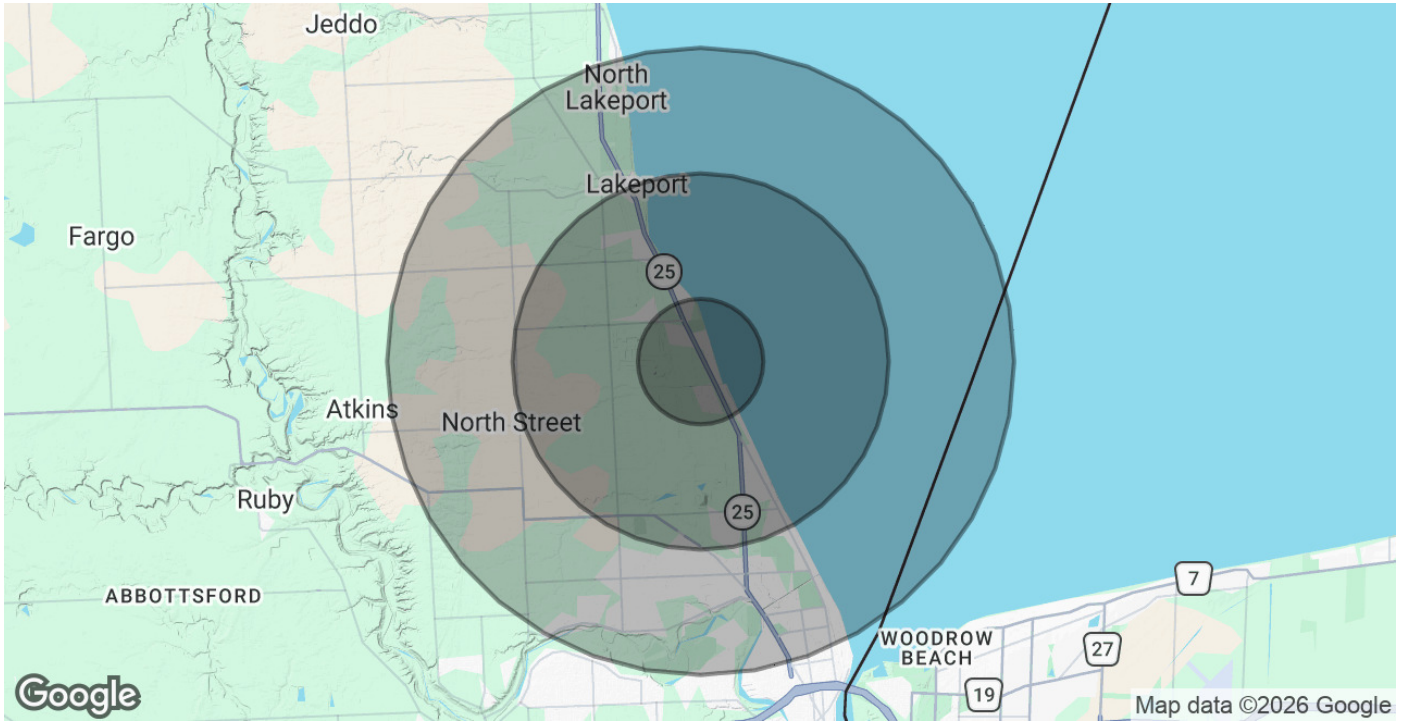 Jeddo
North
Lakeport
Lakeport
Fargo
25
Atkins
North Street
Ruby
25
ABBOTTSFORD
7
WOODROW
BEACH
27
19
Google
Map data ©2026 Google